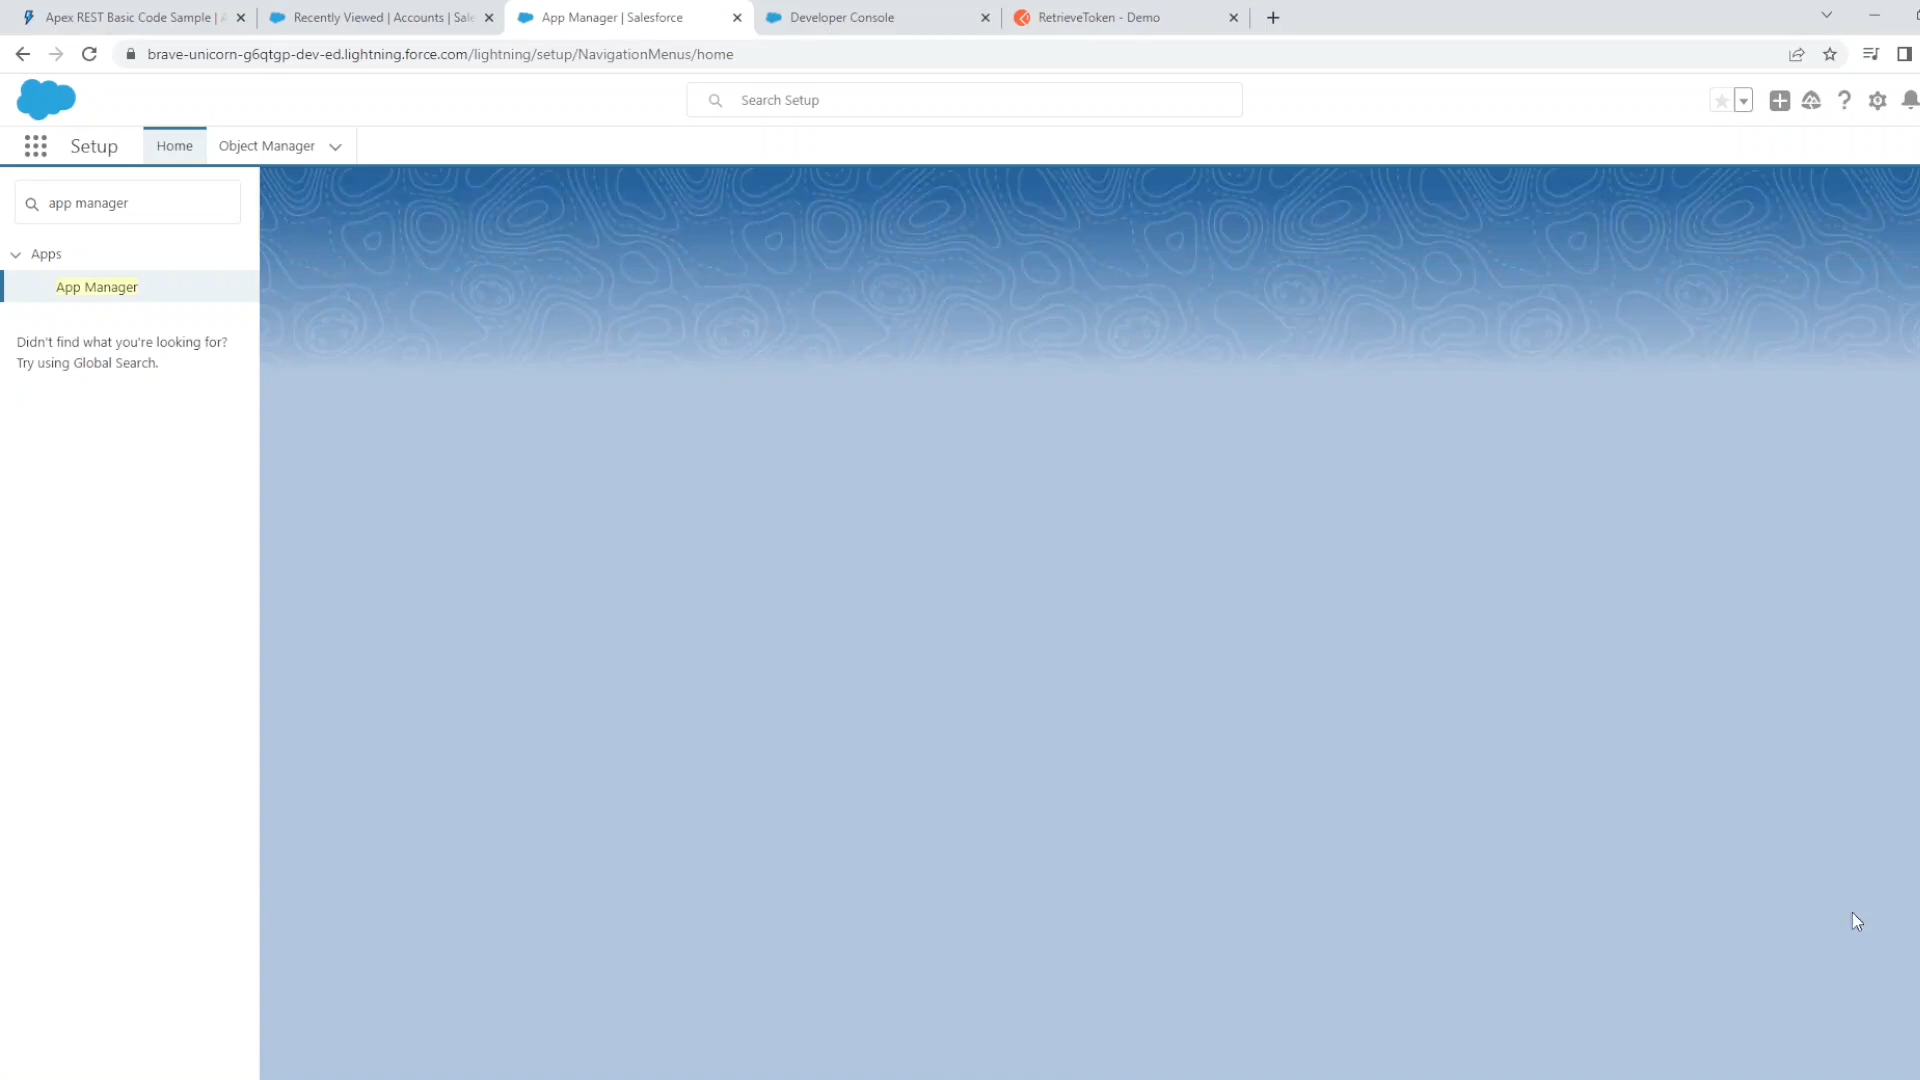 Apex REST Basic Code Sample |
Recently Viewed | Accounts | Sale
App Manager | Salesforce
Developer Console
RetrieveToken - Demo
brave-unicorn-g6qtgp-dev-ed.lightning.force.com/lightning/setup/NavigationMenus/home
Search Setup
Setup
Home
Object Manager
app manager
Apps
App Manager
Didn't find what you're looking for?
Try using Global Search.